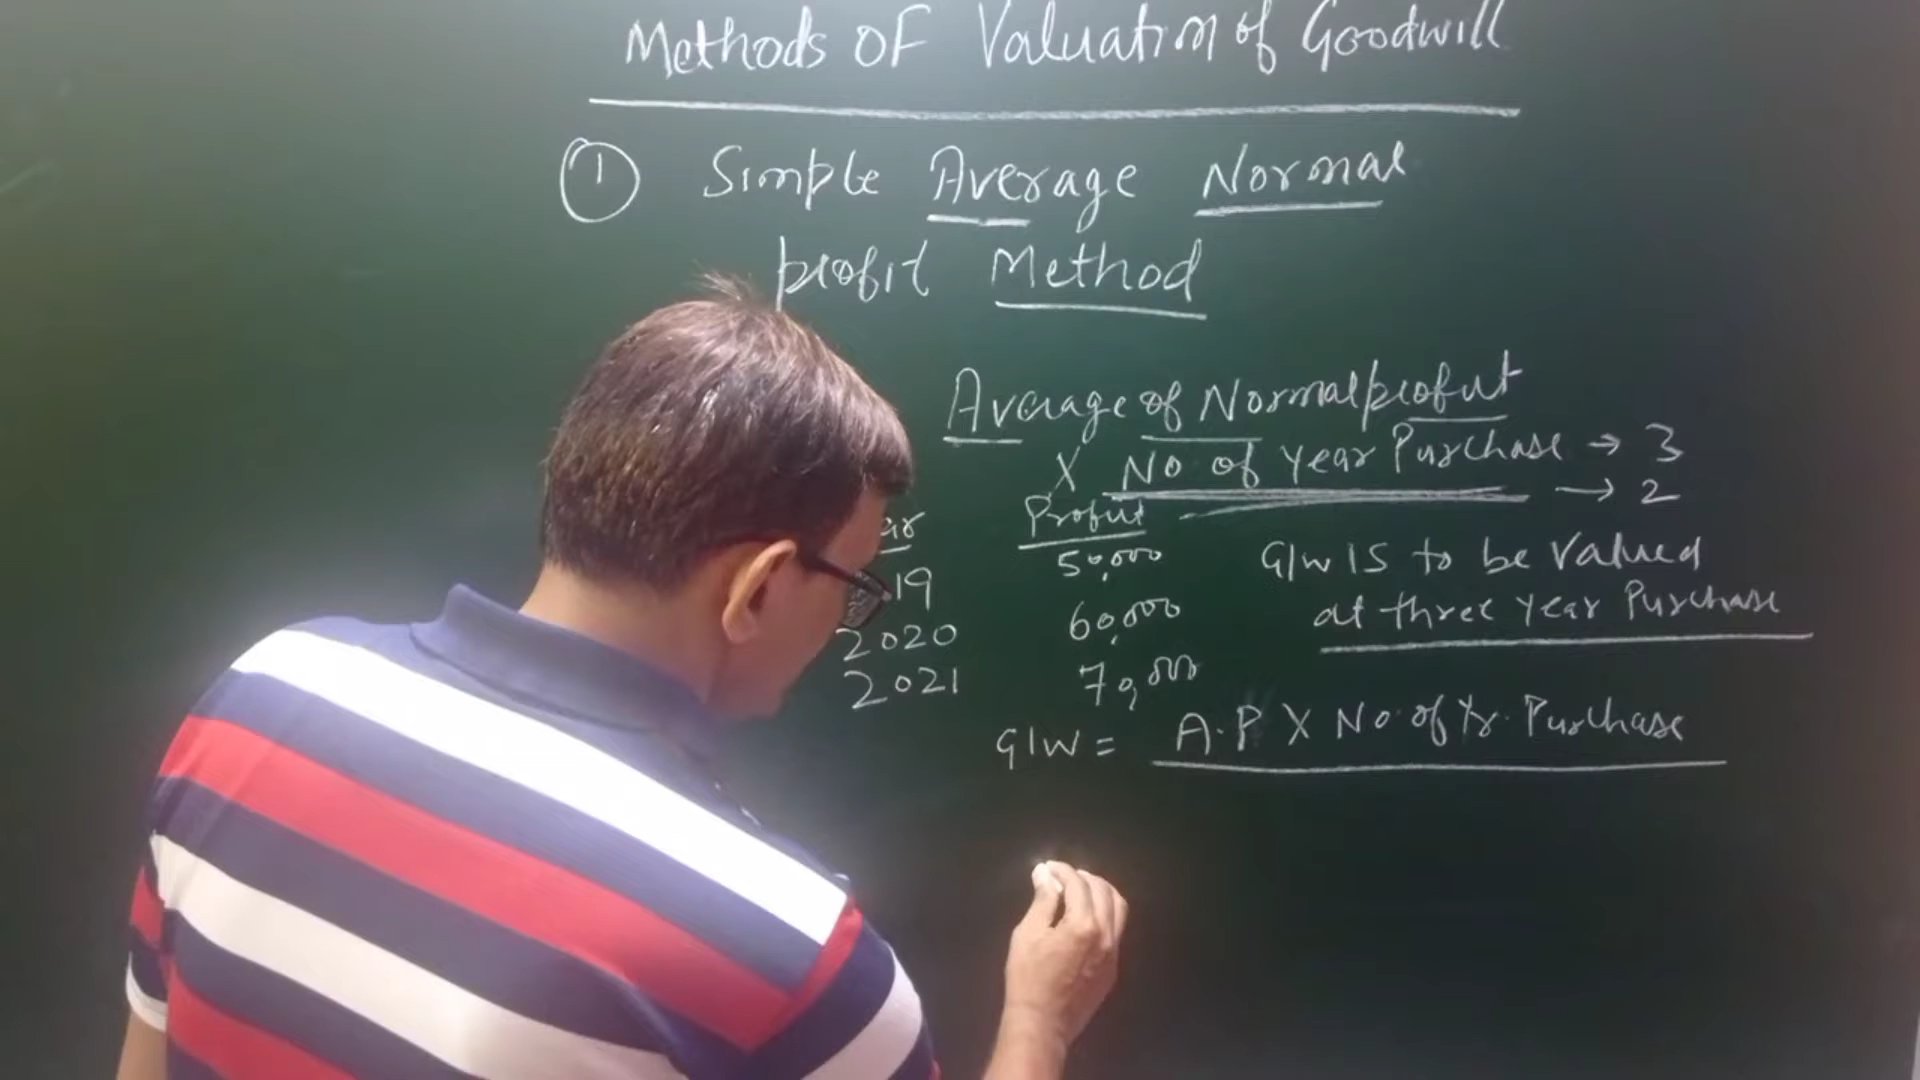 Methods OF Valuation of Goodwill
1 Simple Average Normal
profit Method
Average of Normal profit
X No of year Purchase → 3
→ 2
Profit
50,000
19
60,000
2020
70,000
2021
G/W IS to be Valued
at three year Purchase
G/W = A.P X No. of Yr. Purchase